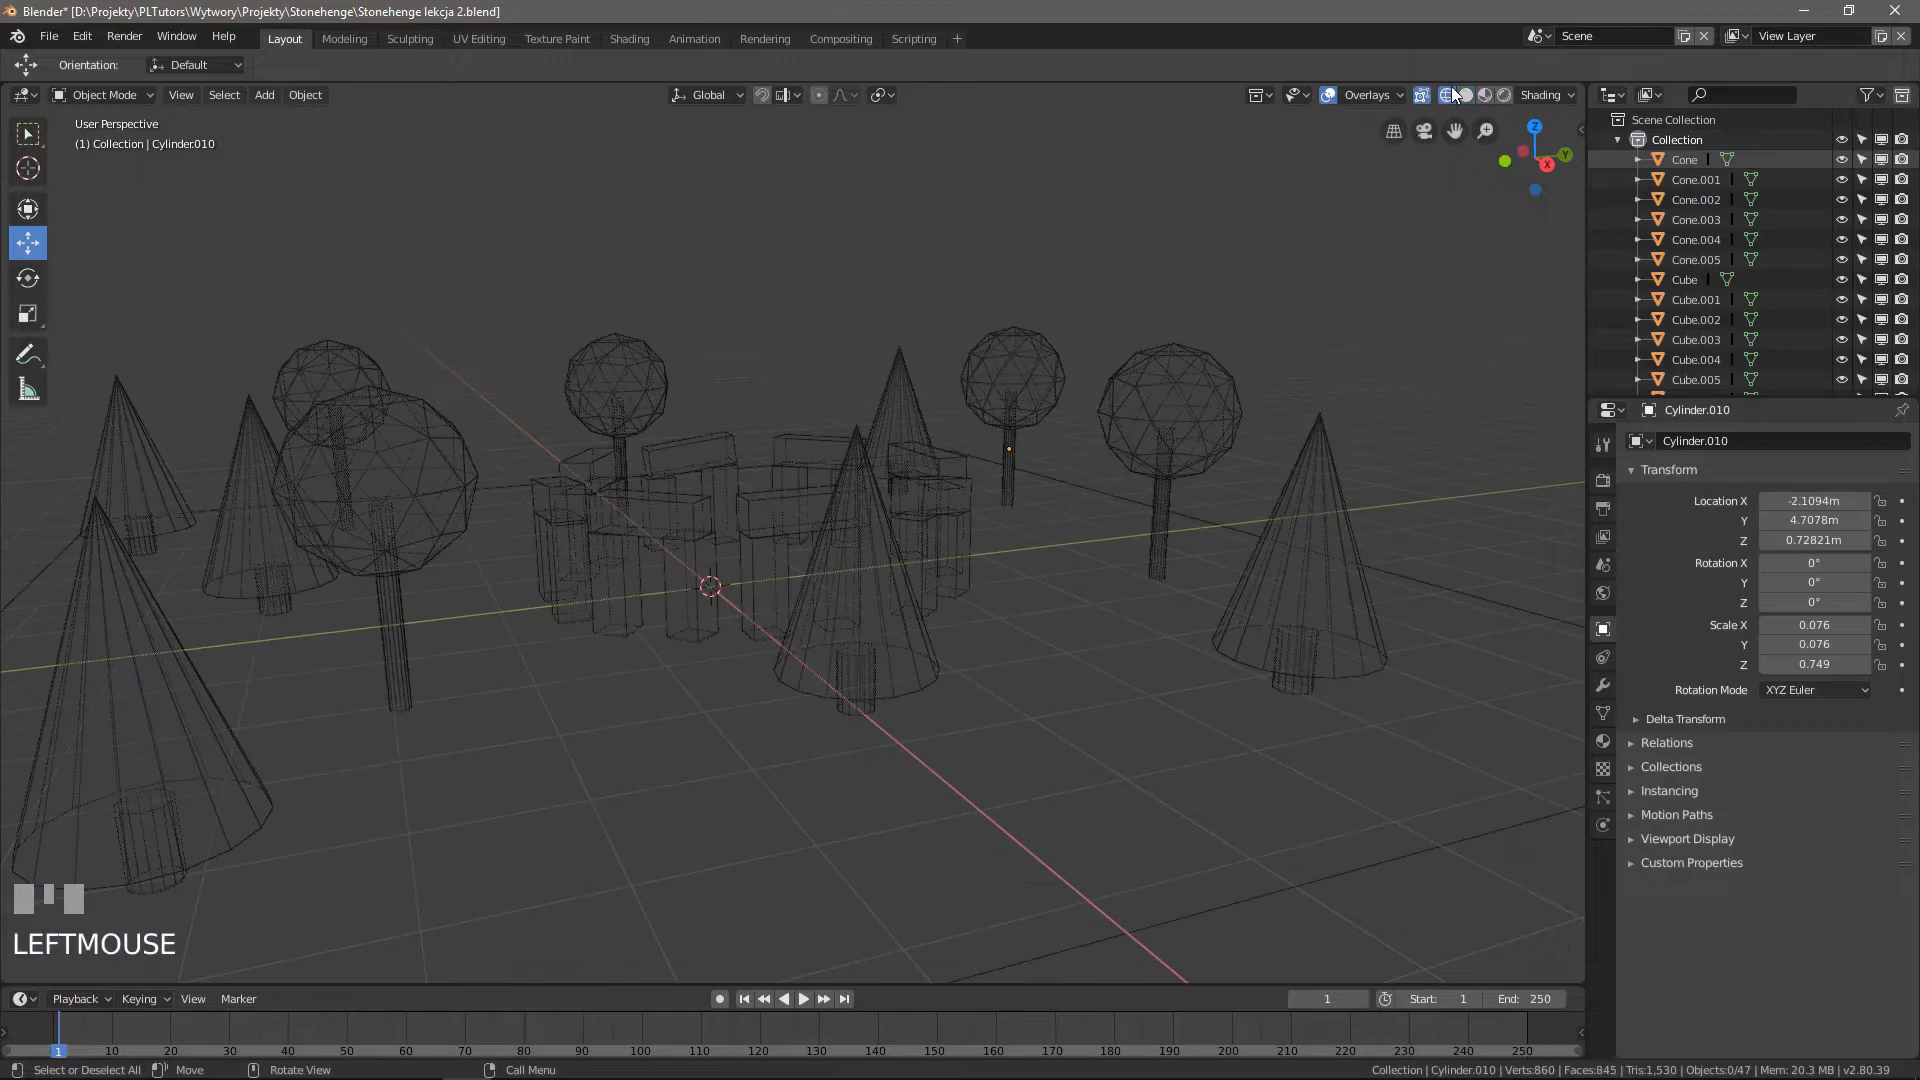 Blender* [D:\Projekty\PLTutors\Wytwory\Projekty\Stonehenge\Stonehenge lekcja 2.blend]
File Edit Render Window Help Layout Modeling Sculpting UV Editing Texture Paint Shading Animation Rendering Compositing Scripting + Scene View Layer
Orientation: Default
Object Mode View Select Add Object Global Overlays Shading
User Perspective
(1) Collection | Cylinder.010
Z
Y
X
Scene Collection
Collection
Cone
Cone.001
Cone.002
Cone.003
Cone.004
Cone.005
Cube
Cube.001
Cube.002
Cube.003
Cube.004
Cube.005
Cylinder.010
Cylinder.010
Transform
Location X -2.1094m
Y 4.7078m
Z 0.72821m
Rotation X 0°
Y 0°
Z 0°
Scale X 0.076
Y 0.076
Z 0.749
Rotation Mode XYZ Euler
Delta Transform
Relations
Collections
Instancing
Motion Paths
Viewport Display
Custom Properties
LEFTMOUSE
Playback Keying View Marker 1 Start: 1 End: 250
1 10 20 30 40 50 60 70 80 90 100 110 120 130 140 150 160 170 180 190 200 210 220 230 240 250
Select or Deselect All Move Rotate View Call Menu Collection | Cylinder.010 | Verts:860 | Faces:845 | Tris:1,530 | Objects:0/47 | Mem: 20.3 MB | v2.80.39